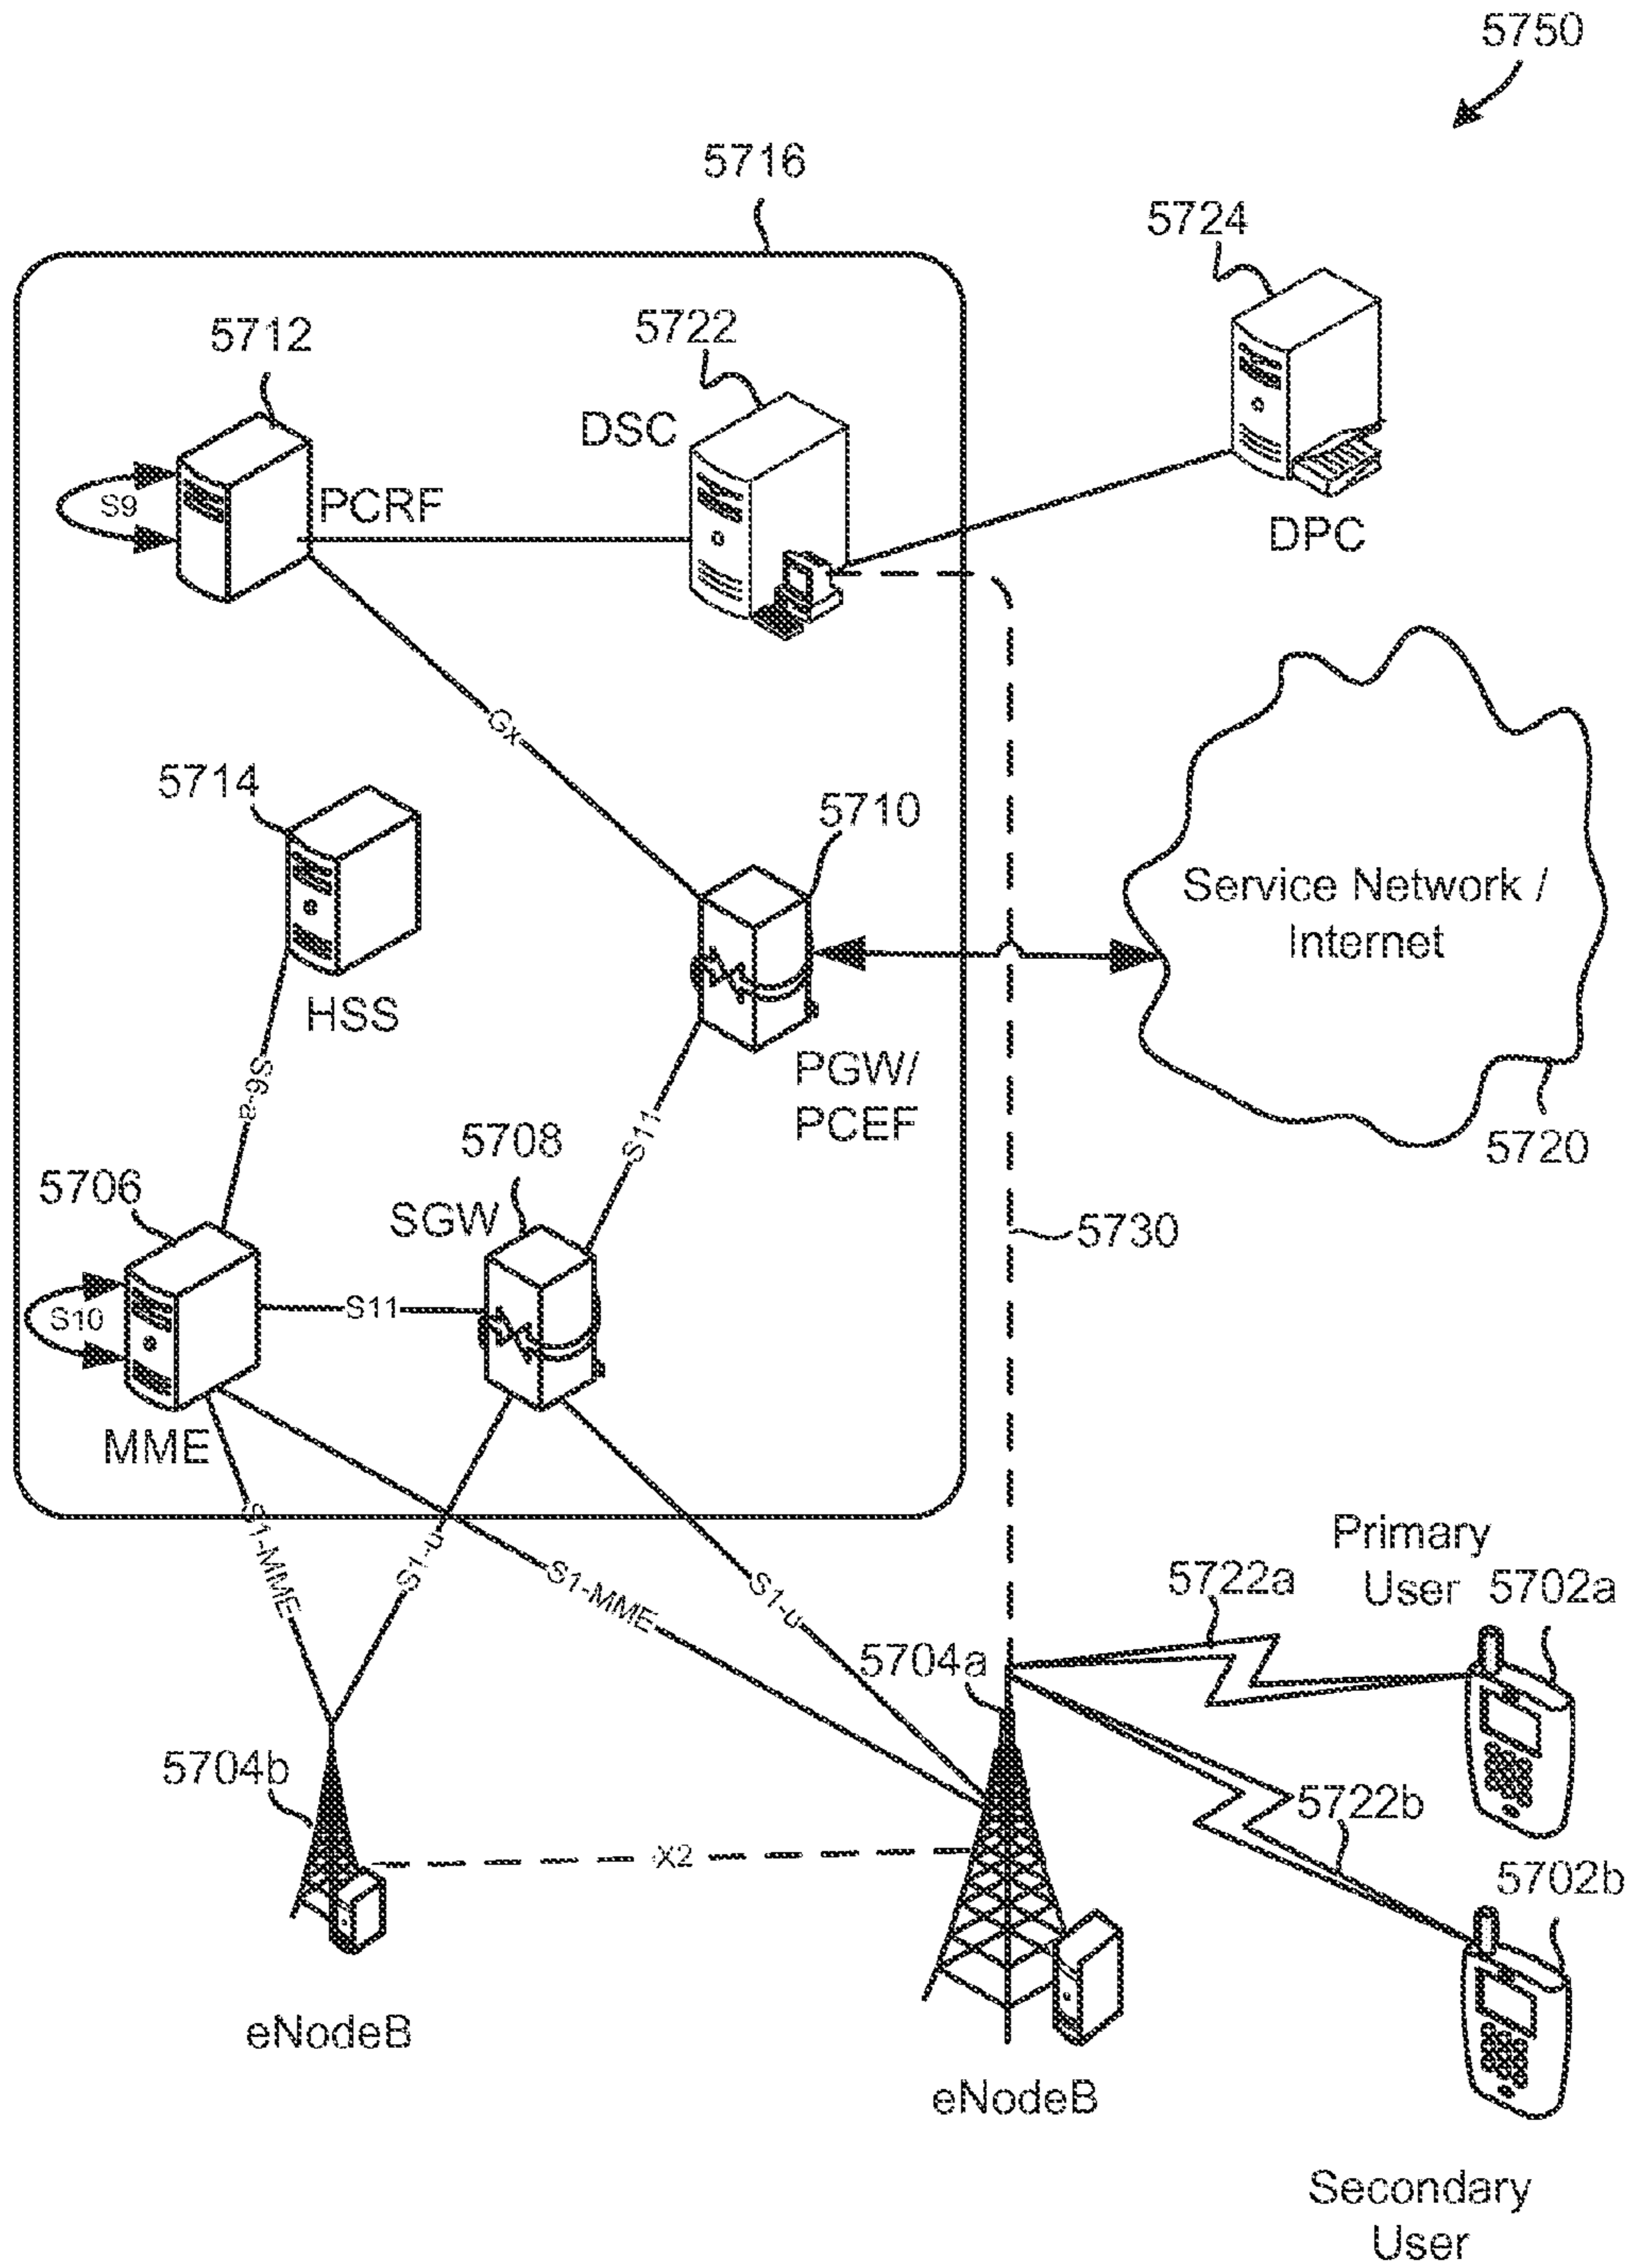 5750
5716
5724
5712
5722
DSC
S9
PCRF
DPC
Gx
5714
5710
Service Network /
Internet
HSS
PGW/
PCEF
S6-a
S11
5708
5720
5706
SGW
5730
S10
S11
MME
S1-MME
S1-u
S1-MME
S1-u
Primary
User
5722a
5702a
5704a
5704b
5722b
X2
5702b
eNodeB
eNodeB
Secondary
User